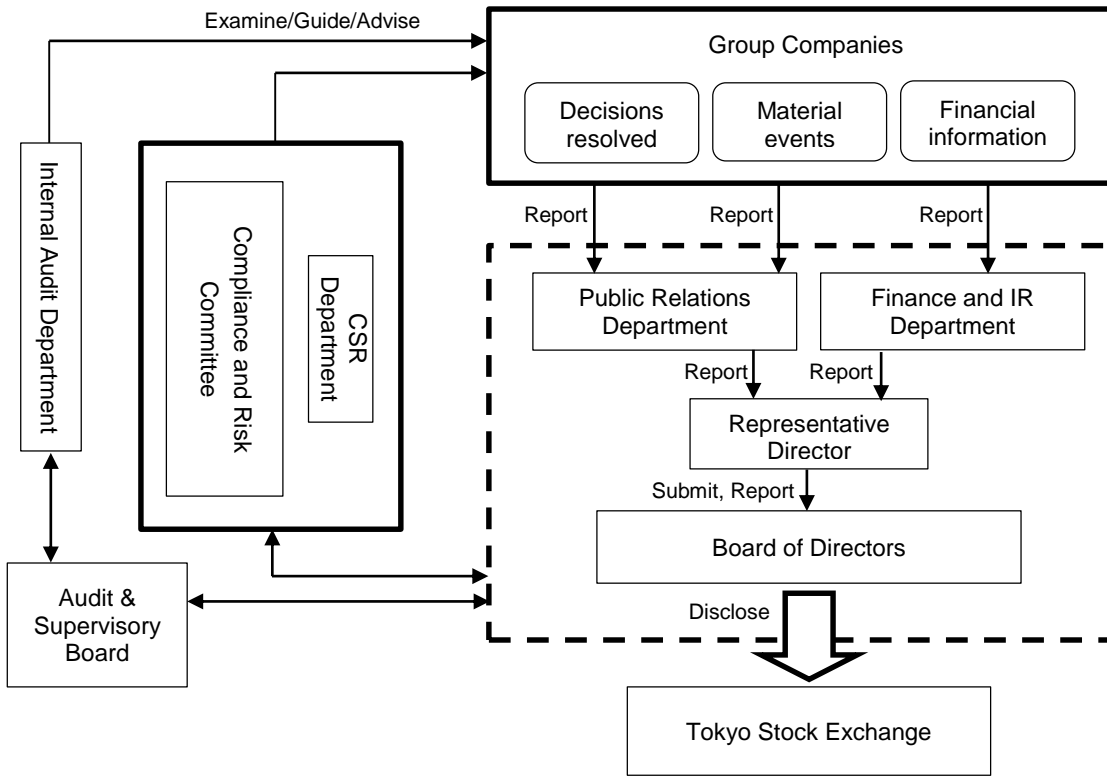 Examine/Guide/Advise
Group Companies
Decisions
resolved
Material
events
Financial
information
Internal Audit Department
Compliance and Risk
Committee
CSR
Department
Report
Report
Report
Public Relations
Department
Finance and IR
Department
Report
Report
Representative
Director
Submit, Report
Board of Directors
Audit &
Supervisory
Board
Disclose
Tokyo Stock Exchange